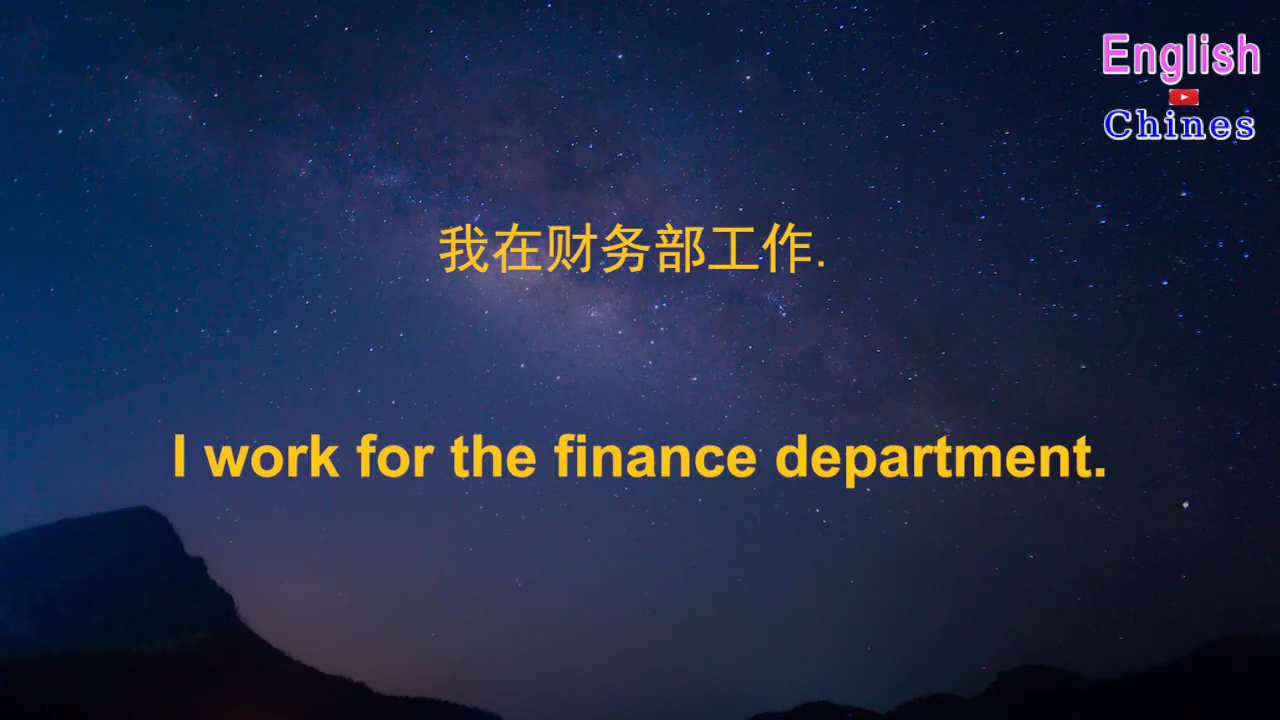 English
Chines
我在财务部工作.
I work for the finance department.